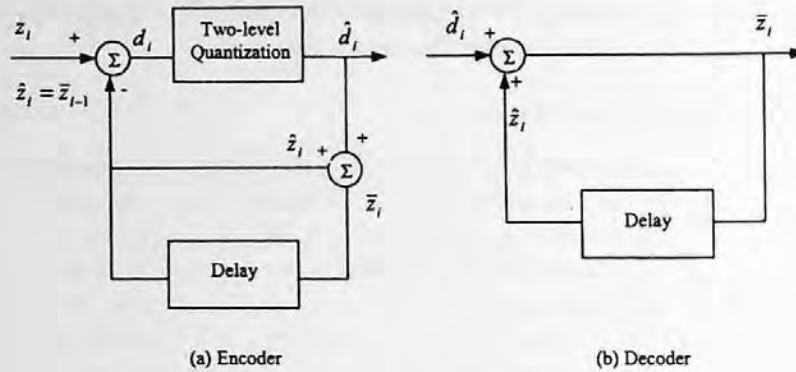 z_i + d_i Two-level Quantization d̂_i
Σ
ẑ_i = z̄_{i-1} -
ẑ_i + +
Σ
z̄_i
Delay
(a) Encoder
d̂_i + z̄_i
Σ
+
ẑ_i
Delay
(b) Decoder